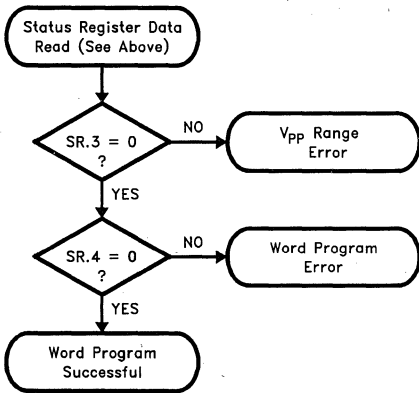 Status Register Data
Read (See Above)
SR.3 = 0
?
NO
VPP Range
Error
YES
SR.4 = 0
?
NO
Word Program
Error
YES
Word Program
Successful